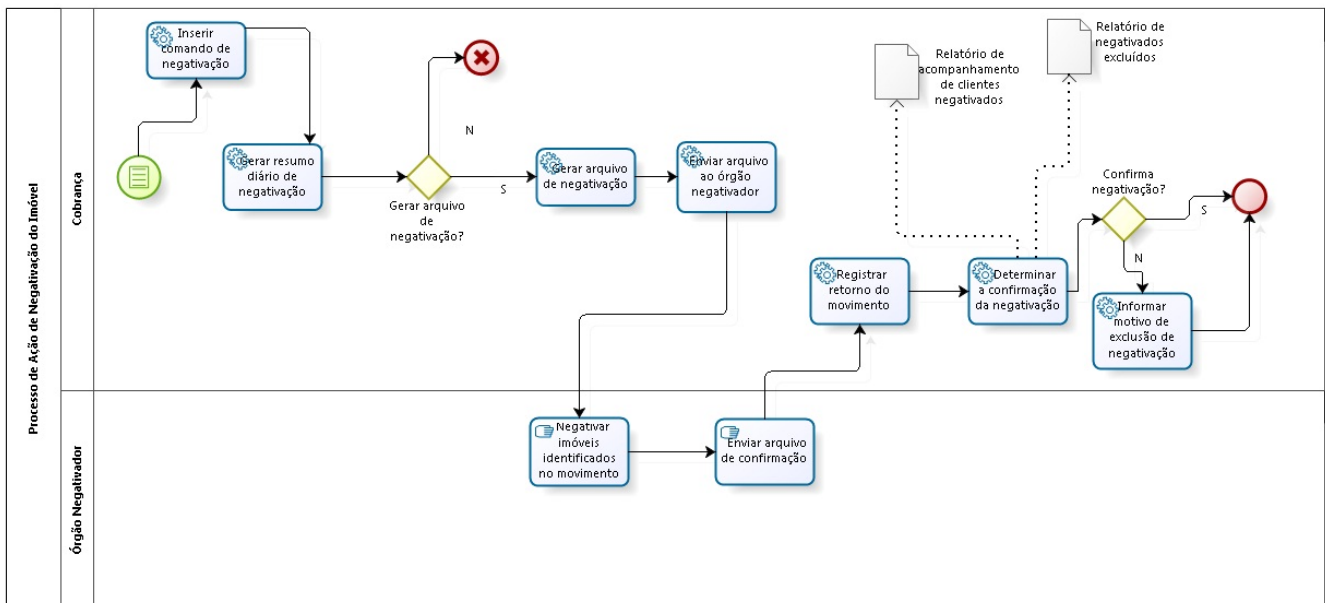 Processo de Ação de Negativação do Imóvel
Cobrança
Inserir
comando de
negativação
Gerar resumo
diário de
negativação
Gerar arquivo
de
negativação?
N
S
Gerar arquivo
de negativação
Enviar arquivo
ao órgão
negativador
Relatório de
acompanhamento
de clientes
negativados
Relatório de
negativados
excluídos
Registrar
retorno do
movimento
Determinar
a confirmação
da negativação
Confirma
negativação?
S
N
Informar
motivo de
exclusão de
negativação
Órgão Negativador
Negativar
imóveis
identificados
no movimento
Enviar arquivo
de confirmação